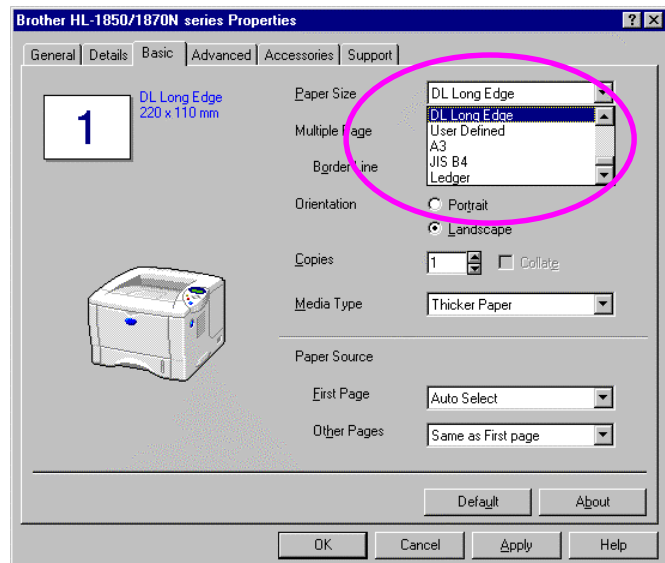 Brother HL-1850/1870N series Properties
General Details Basic Advanced Accessories Support
1
DL Long Edge
220 x 110 mm
Paper Size DL Long Edge
DL Long Edge
User Defined
A3
JIS B4
Ledger
Multiple Page
Border Line
Orientation Portrait
Landscape
Copies 1 Collate
Media Type Thicker Paper
Paper Source
First Page Auto Select
Other Pages Same as First page
Default About
OK Cancel Apply Help